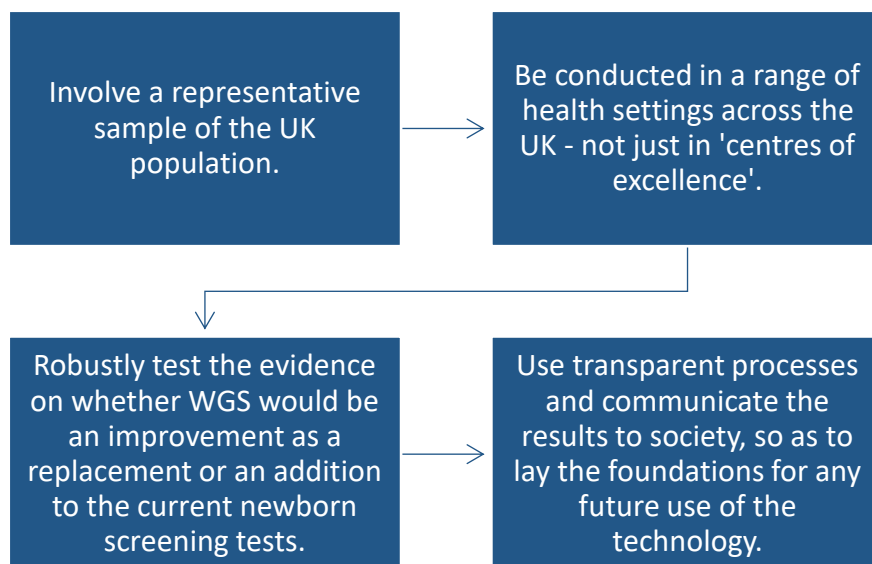 Involve a representative
sample of the UK
population.
Be conducted in a range of
health settings across the
UK - not just in 'centres of
excellence'.
Robustly test the evidence
on whether WGS would be
an improvement as a
replacement or an addition
to the current newborn
screening tests.
Use transparent processes
and communicate the
results to society, so as to
lay the foundations for any
future use of the
technology.